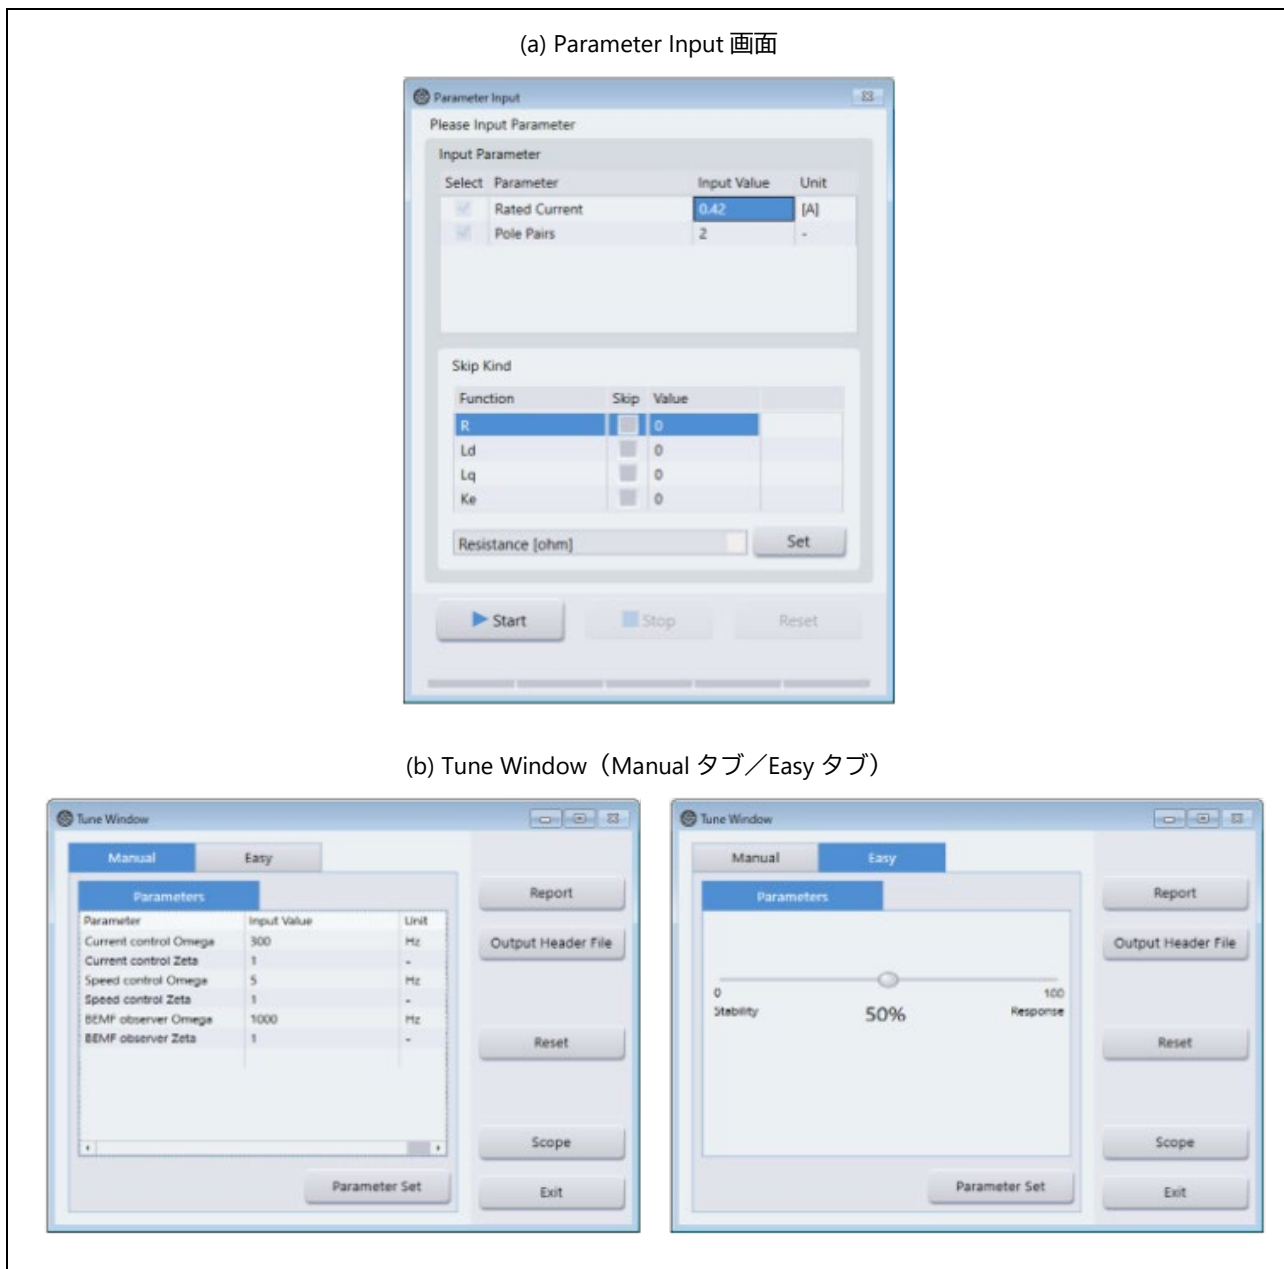 (a) Parameter Input 画面
Parameter Input
Please Input Parameter
Input Parameter
Select Parameter Input Value Unit
Rated Current 0.42 [A]
Pole Pairs 2 -
Skip Kind
Function Skip Value
R 0
Ld 0
Lq 0
Ke 0
Resistance [ohm] Set
Start Stop Reset
(b) Tune Window（Manual タブ／Easy タブ）
Tune Window
Manual Easy
Parameters
Parameter Input Value Unit
Current control Omega 300 Hz
Current control Zeta 1 -
Speed control Omega 5 Hz
Speed control Zeta 1 -
BEMF observer Omega 1000 Hz
BEMF observer Zeta 1 -
Parameter Set
Report
Output Header File
Reset
Scope
Exit
Tune Window
Manual Easy
Parameters
0 100
Stability 50% Response
Parameter Set
Report
Output Header File
Reset
Scope
Exit